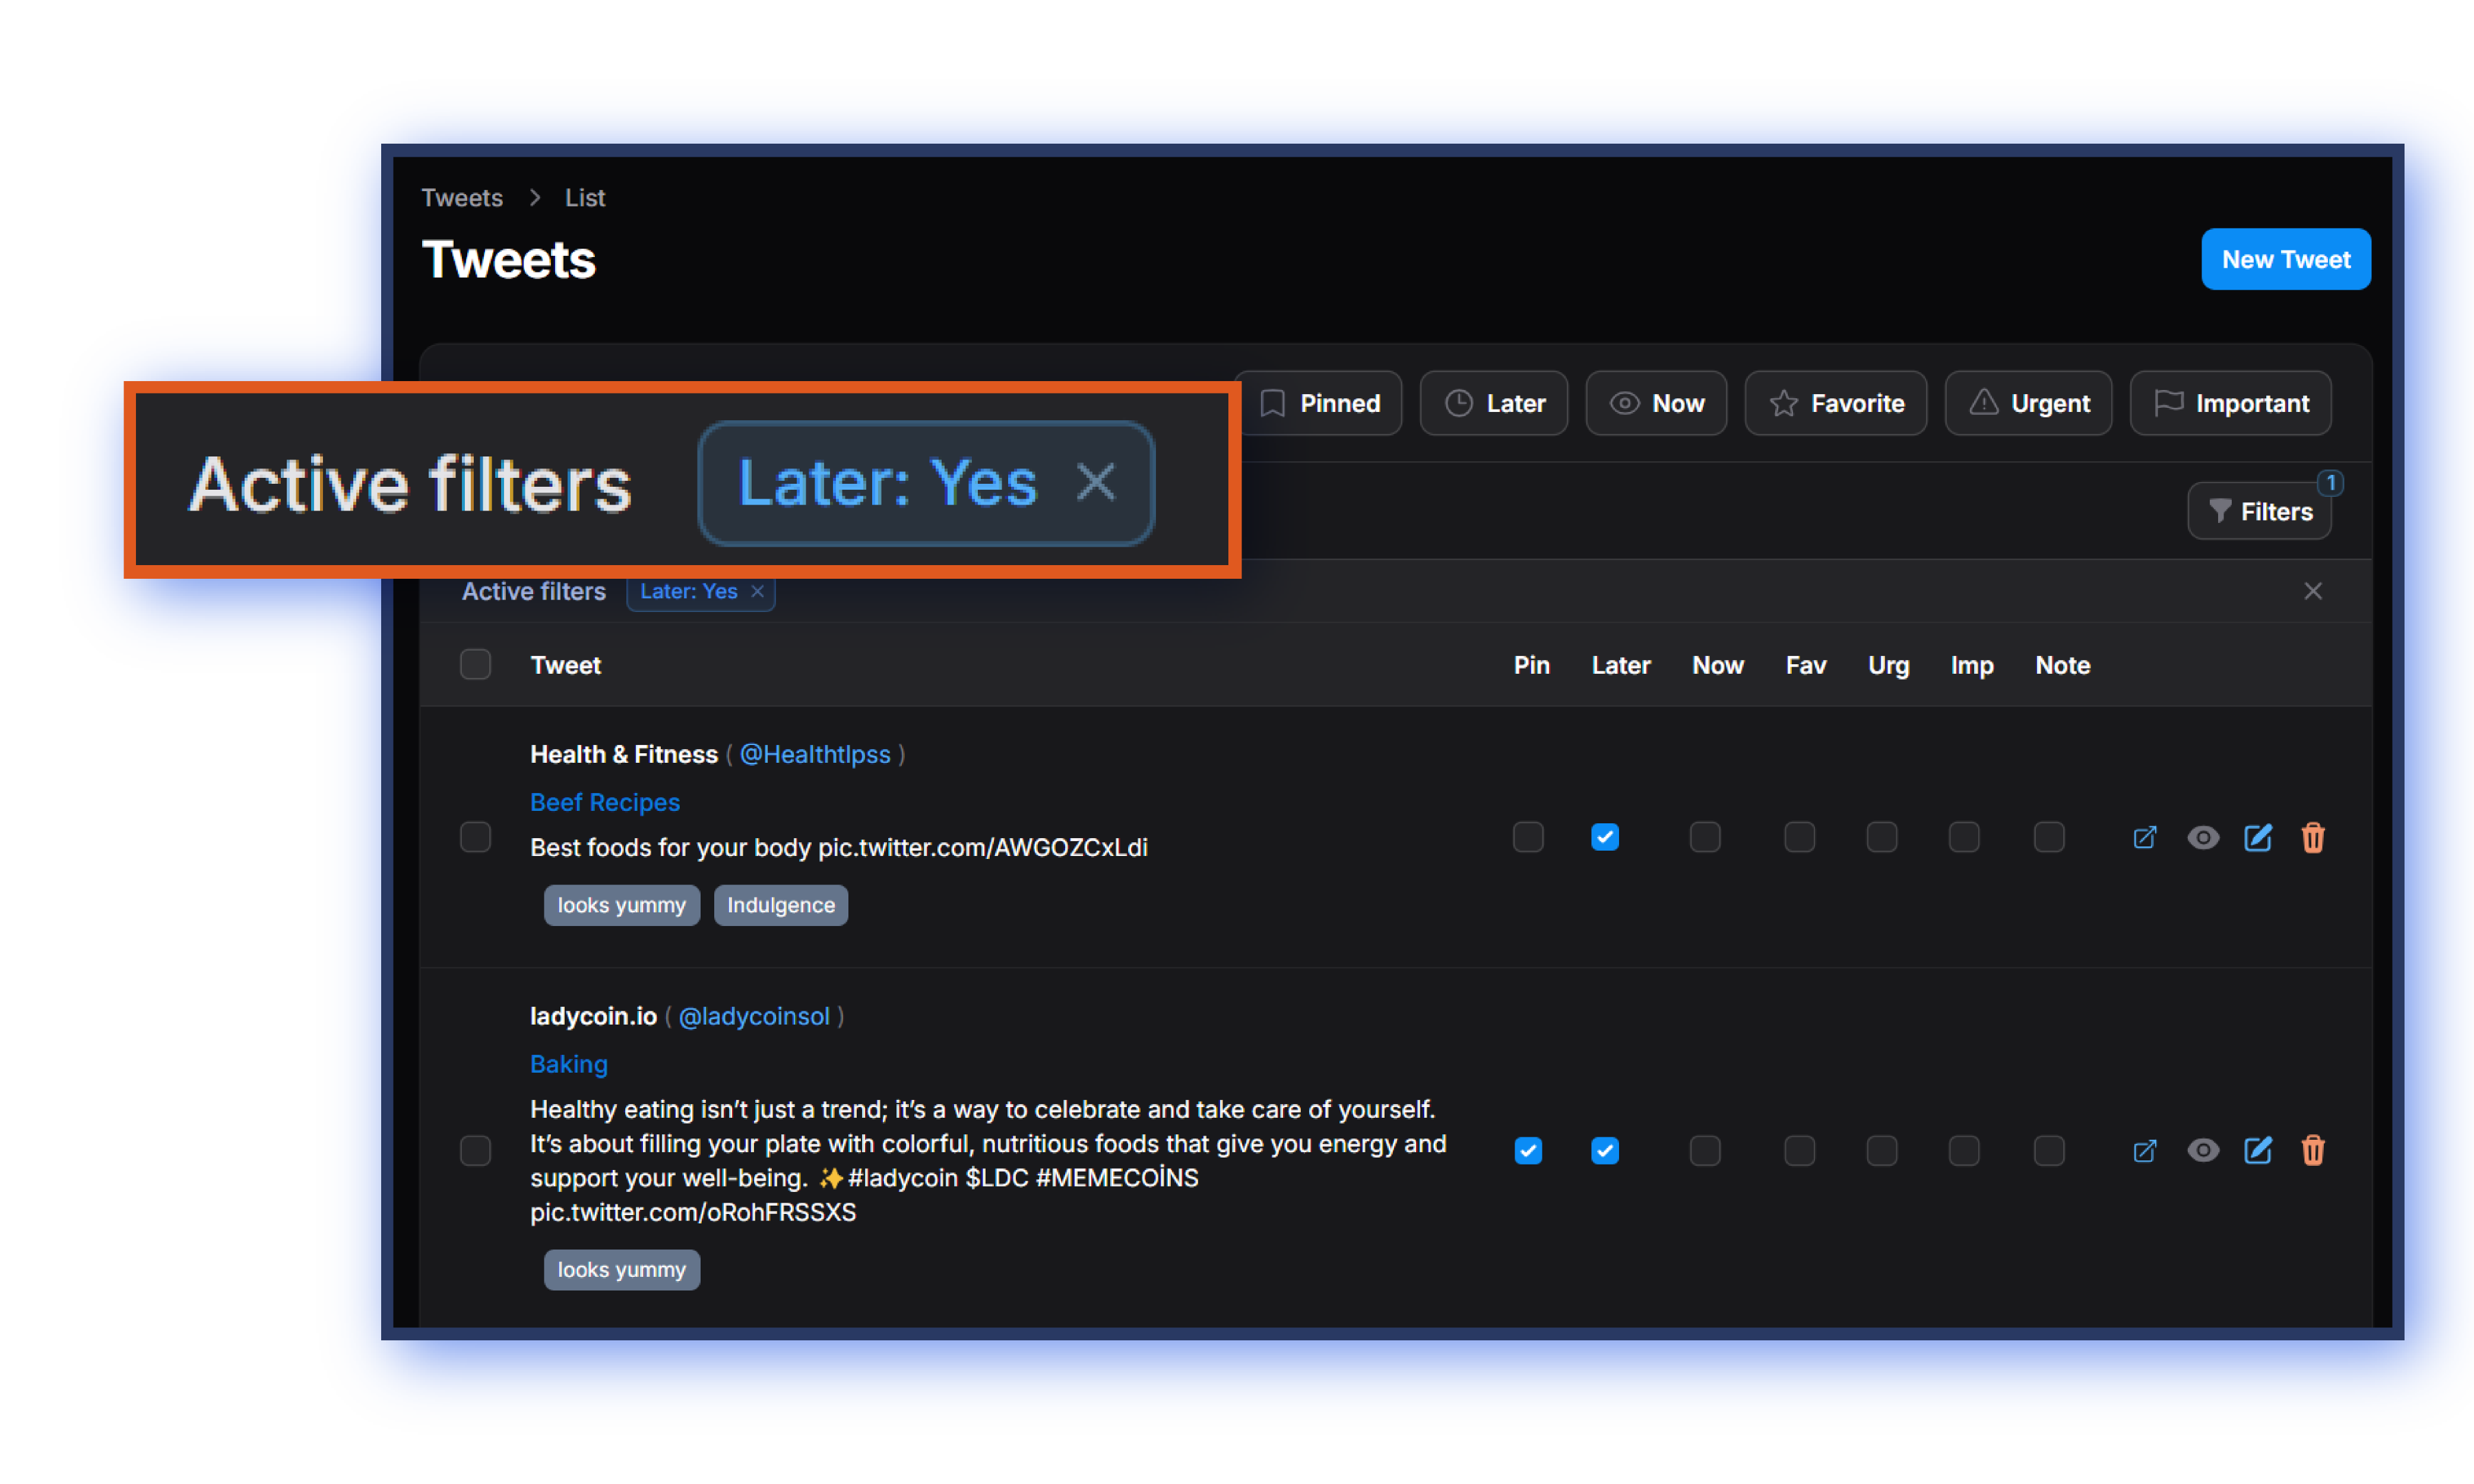 Tweets > List
Tweets
New Tweet
Pinned Later Now Favorite Urgent Important
Active filters Later: Yes ×
1
Filters
Active filters Later: Yes ×
Tweet Pin Later Now Fav Urg Imp Note
Health & Fitness ( @Healthtlpss )
Beef Recipes
Best foods for your body pic.twitter.com/AWGOZCxLdi
looks yummy Indulgence
ladycoin.io ( @ladycoinsol )
Baking
Healthy eating isn’t just a trend; it’s a way to celebrate and take care of yourself.
It’s about filling your plate with colorful, nutritious foods that give you energy and
support your well-being. ✨#ladycoin $LDC #MEMECOİNS
pic.twitter.com/oRohFRSSXS
looks yummy